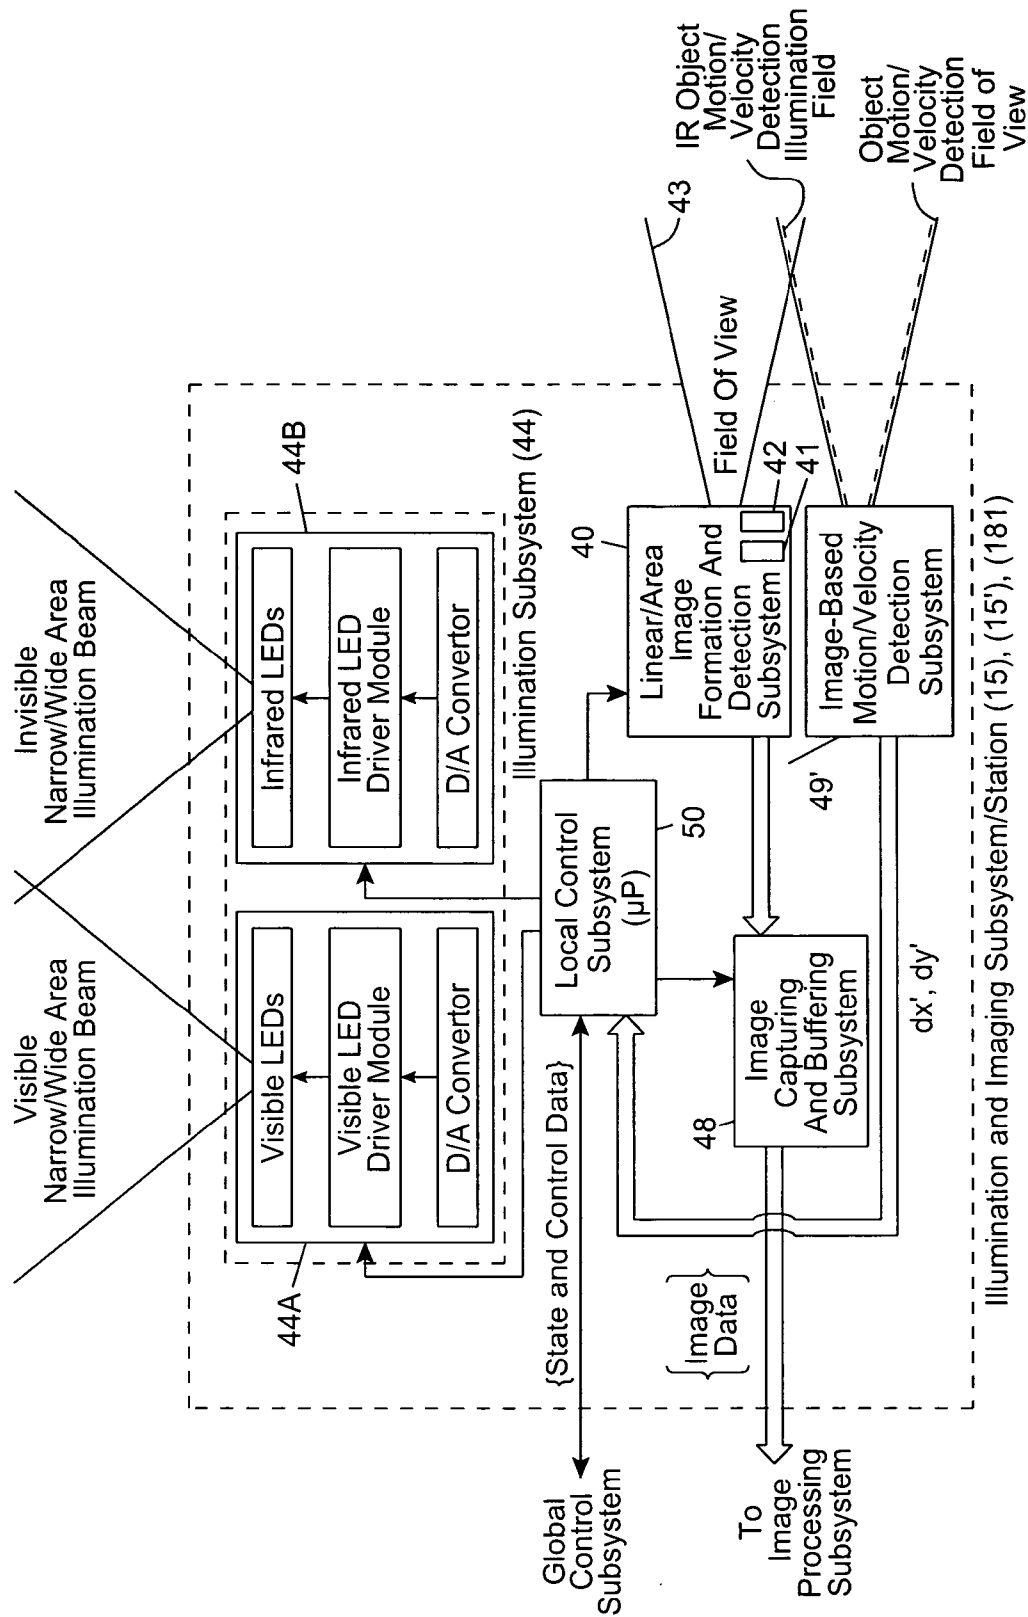 Visible
Narrow/Wide Area
Illumination Beam
Invisible
Narrow/Wide Area
Illumination Beam
44A
Visible LEDs
Visible LED
Driver Module
D/A Convertor
44B
Infrared LEDs
Infrared LED
Driver Module
D/A Convertor
Illumination Subsystem (44)
Global
Control
Subsystem
{State and Control Data}
Local Control
Subsystem
(µP)
50
40
Linear/Area
Image
Formation And
Detection
Subsystem
42
41
Field Of View
43
IR Object
Motion/
Velocity
Detection
Illumination
Field
To
Image
Processing
Subsystem
{Image
Data}
48
Image
Capturing
And Buffering
Subsystem
49'
Image-Based
Motion/Velocity
Detection
Subsystem
Object
Motion/
Velocity
Detection
Field of
View
dx', dy'
Illumination and Imaging Subsystem/Station (15), (15'), (181)